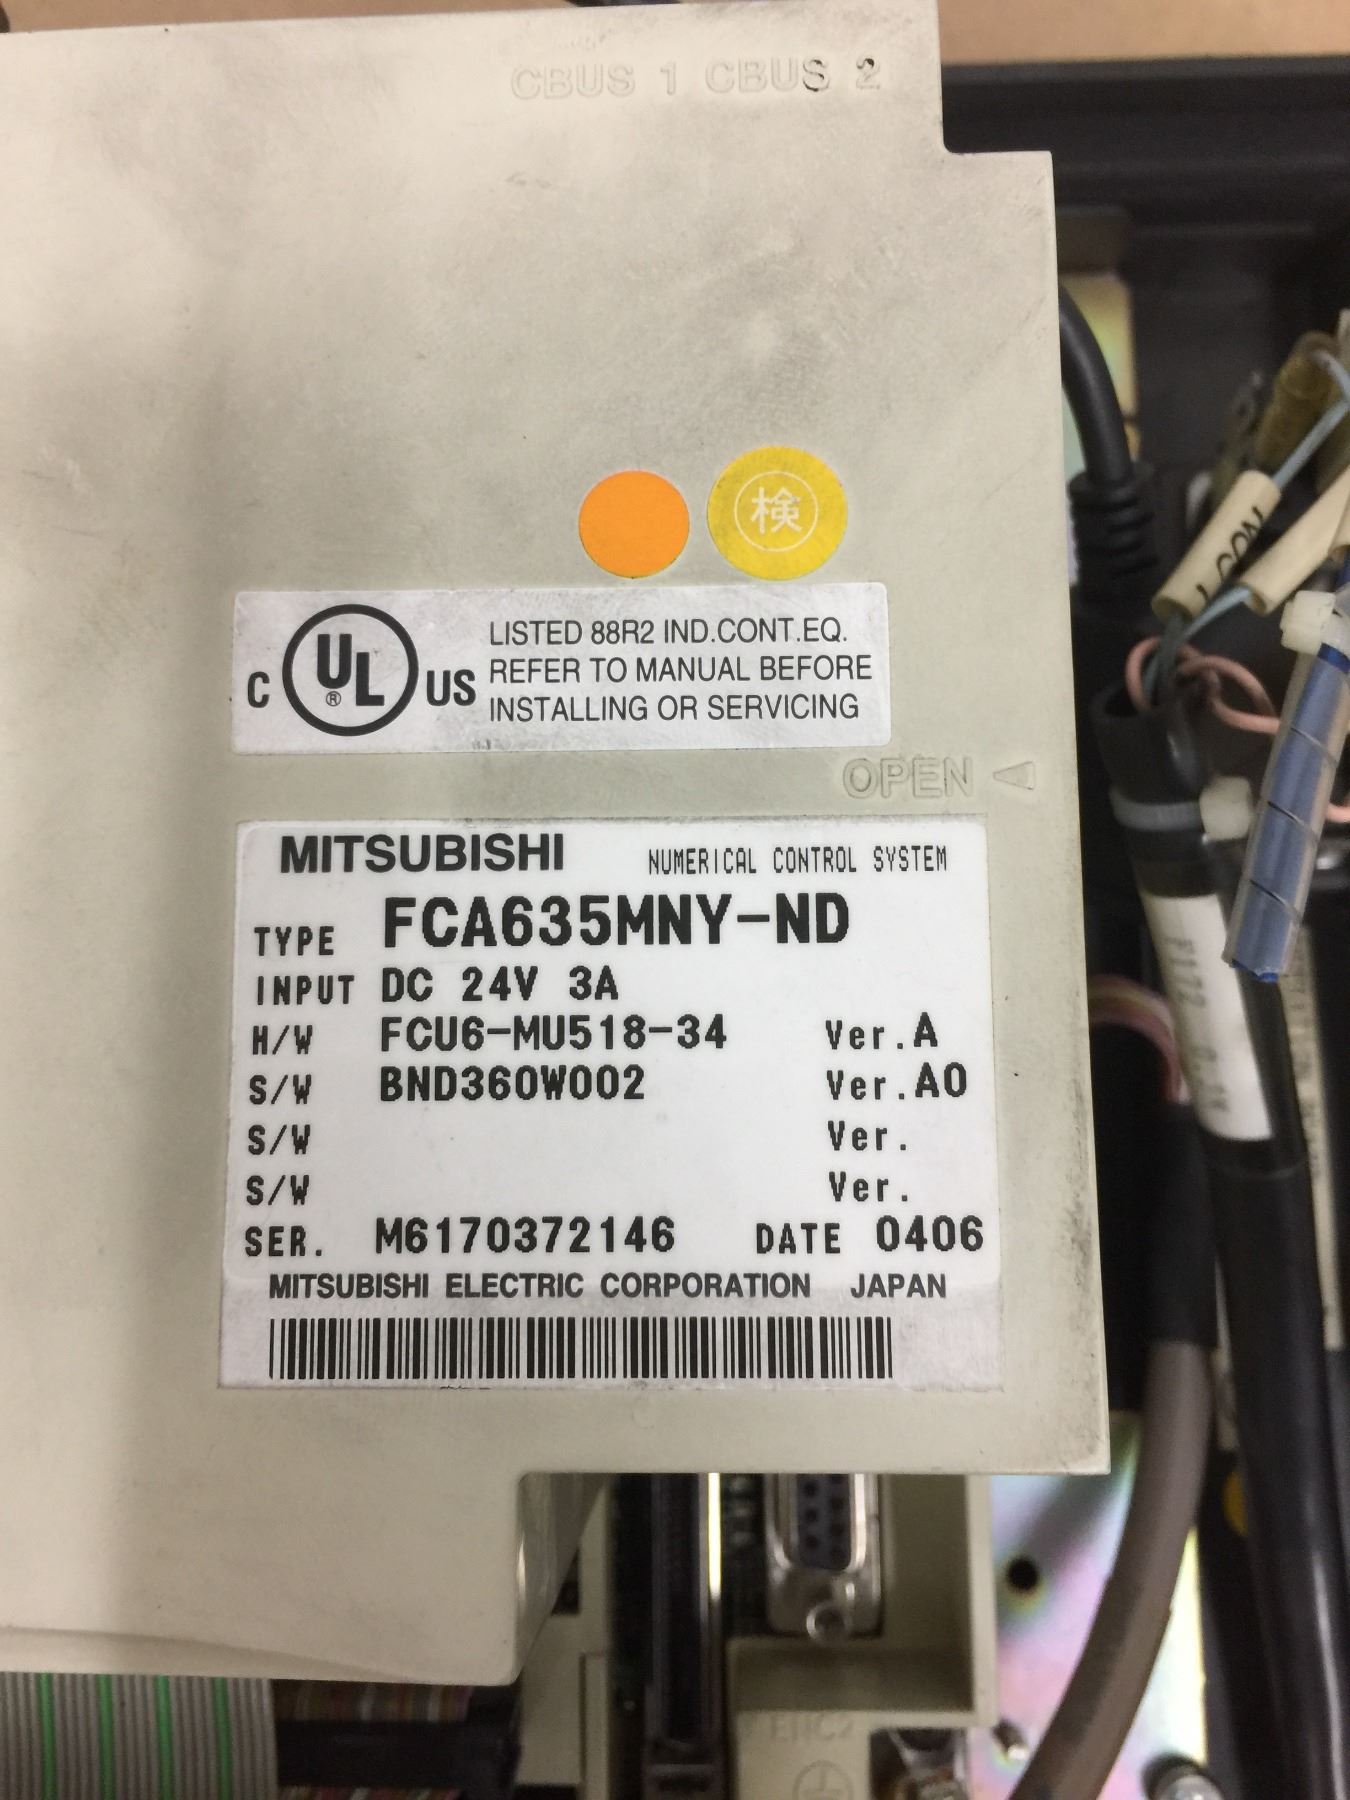 CBUS 1 CBUS 2
検
C UL® US
LISTED 88R2 IND.CONT.EQ.
REFER TO MANUAL BEFORE
INSTALLING OR SERVICING
OPEN
MITSUBISHI NUMERICAL CONTROL SYSTEM
TYPE FCA635MNY-ND
INPUT DC 24V 3A
H/W FCU6-MU518-34 Ver.A
S/W BND360W002 Ver.A0
S/W Ver.
S/W Ver.
SER. M6170372146 DATE 0406
MITSUBISHI ELECTRIC CORPORATION JAPAN